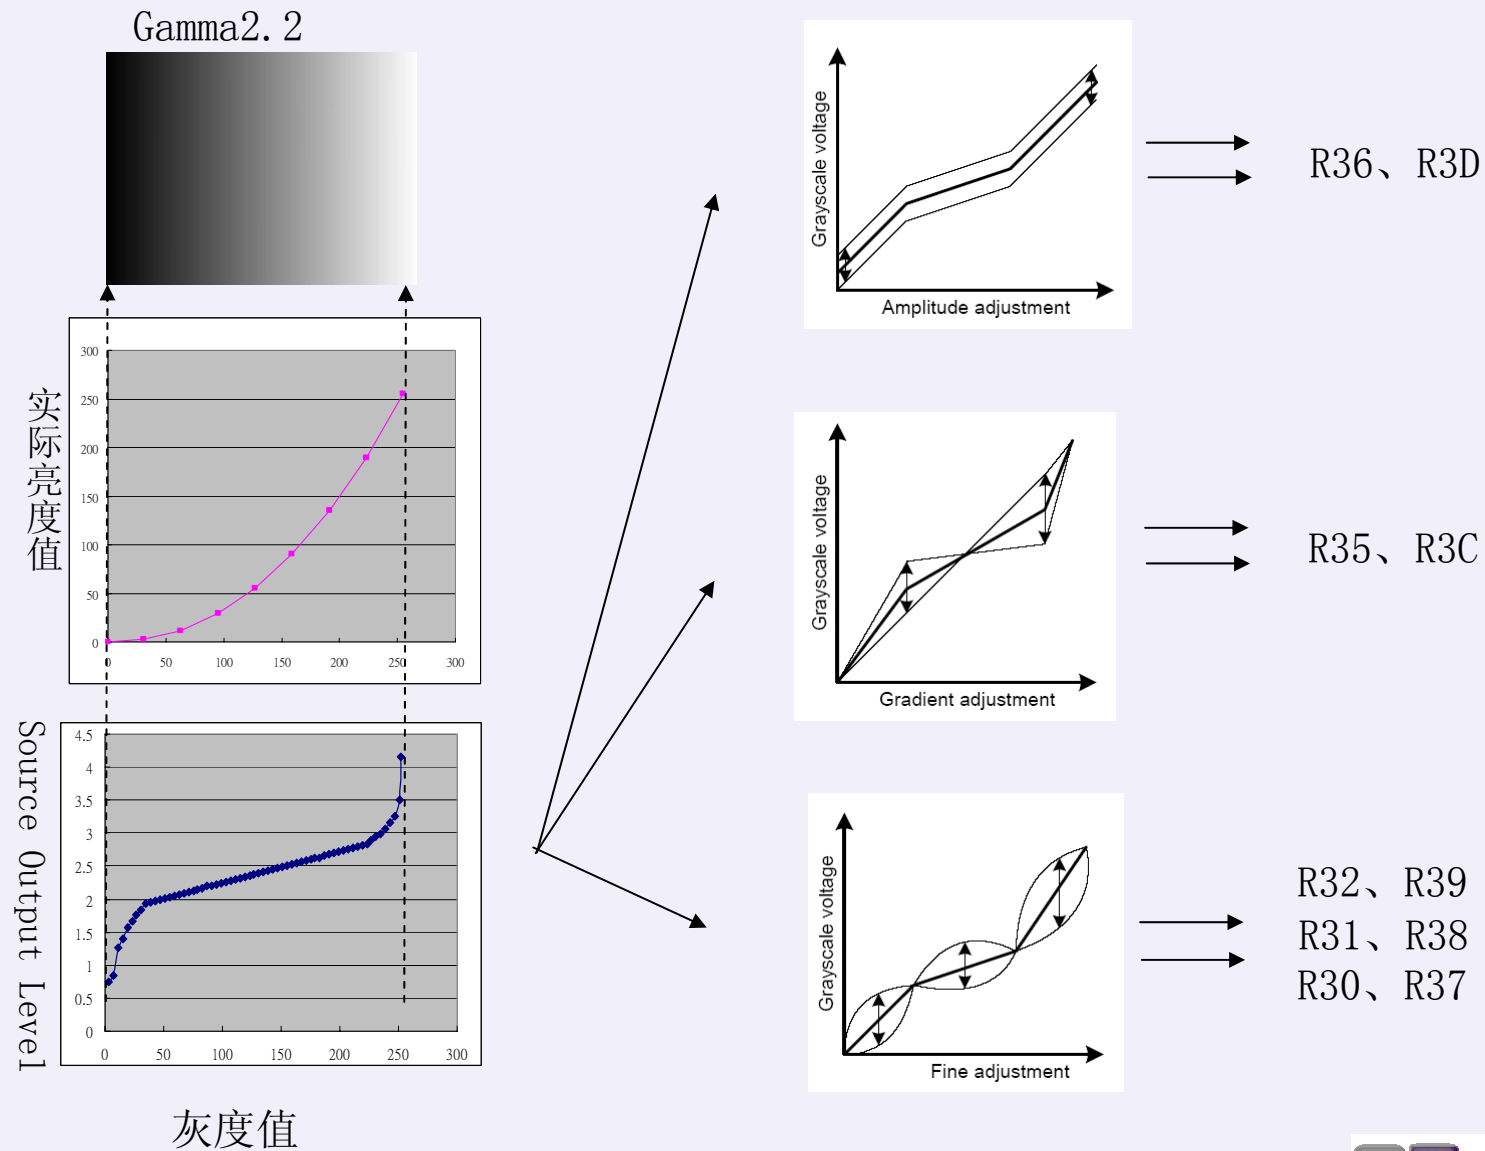 Gamma2.2
实际亮度值
300
250
200
150
100
50
0
0
50
100
150
200
250
300
Source Output Level
4.5
4
3.5
3
2.5
2
1.5
1
0.5
0
0
50
100
150
200
250
300
灰度值
Grayscale voltage
Amplitude adjustment
R36、R3D
Grayscale voltage
Gradient adjustment
R35、R3C
Grayscale voltage
Fine adjustment
R32、R39
R31、R38
R30、R37